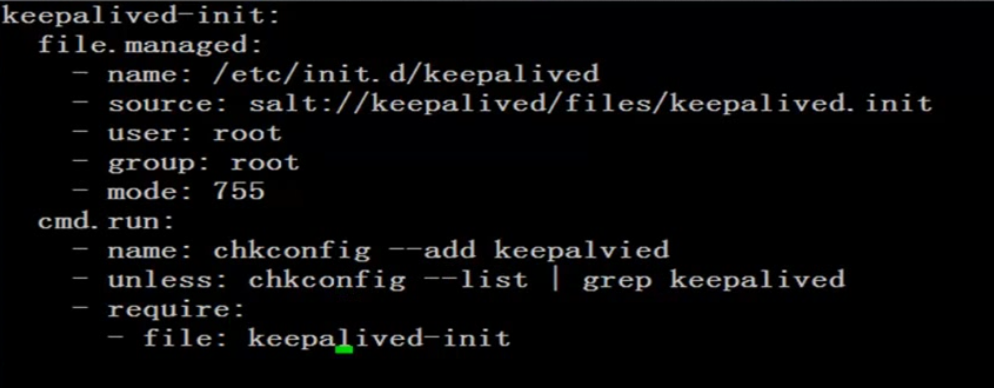 keepalived-init:
  file.managed:
    - name: /etc/init.d/keepalived
    - source: salt://keepalived/files/keepalived.init
    - user: root
    - group: root
    - mode: 755
  cmd.run:
    - name: chkconfig --add keepalvied
    - unless: chkconfig --list | grep keepalived
    - require:
      - file: keepalived-init